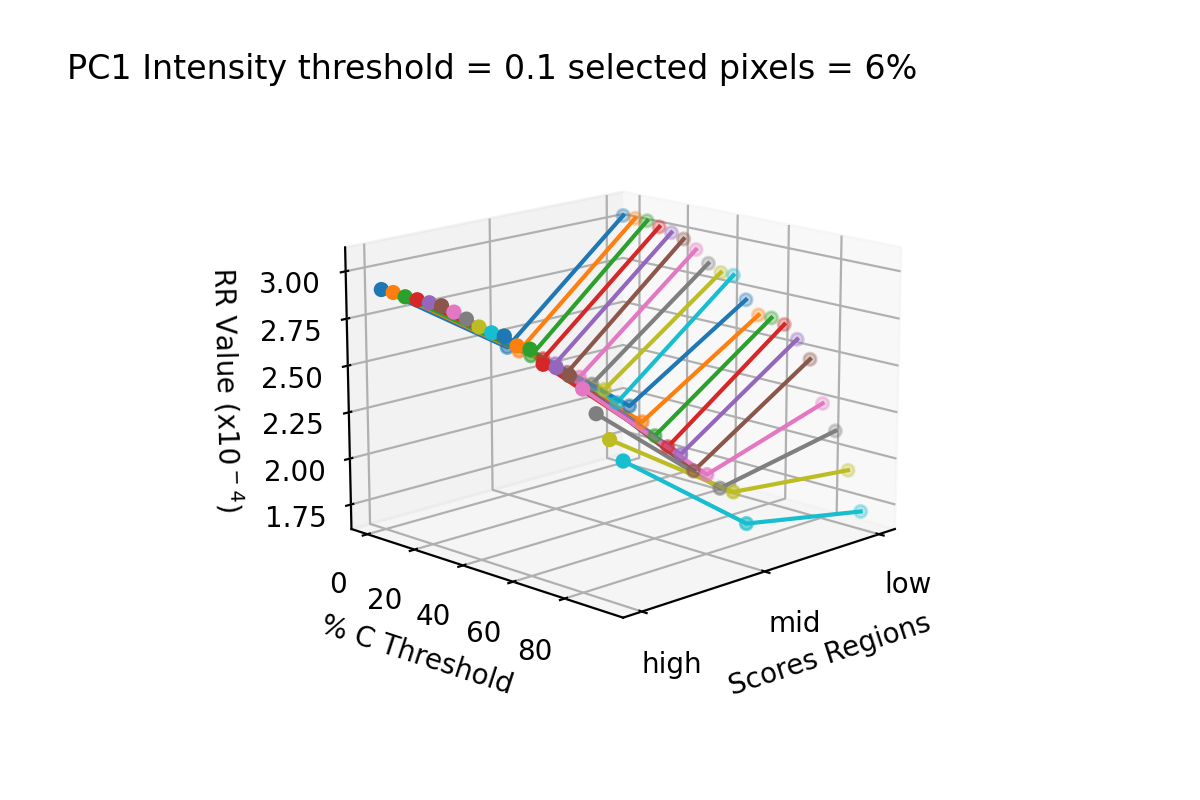 PC1 Intensity threshold = 0.1 selected pixels = 6%
RR Value (x10⁻⁴)
3.00
2.75
2.50
2.25
2.00
1.75
0
20
40
60
80
% C Threshold
high
mid
low
Scores Regions